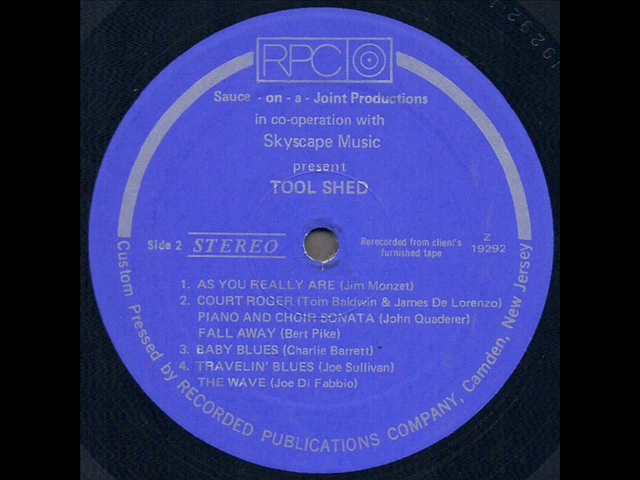 RPC
Sauce - on - a - Joint Productions
in co-operation with
Skyscape Music
present
TOOL SHED
Side 2 STEREO
Rerecorded from client's
furnished tape
Z
19292
1. AS YOU REALLY ARE (Jim Monzet)
2. COURT ROGER (Tom Baldwin & James De Lorenzo)
PIANO AND CHOIR SONATA (John Quaderer)
FALL AWAY (Bert Pike)
3. BABY BLUES (Charlie Barrett)
4. TRAVELIN' BLUES (Joe Sullivan)
THE WAVE (Joe Di Fabbio)
Custom Pressed by RECORDED PUBLICATIONS COMPANY, Camden, New Jersey